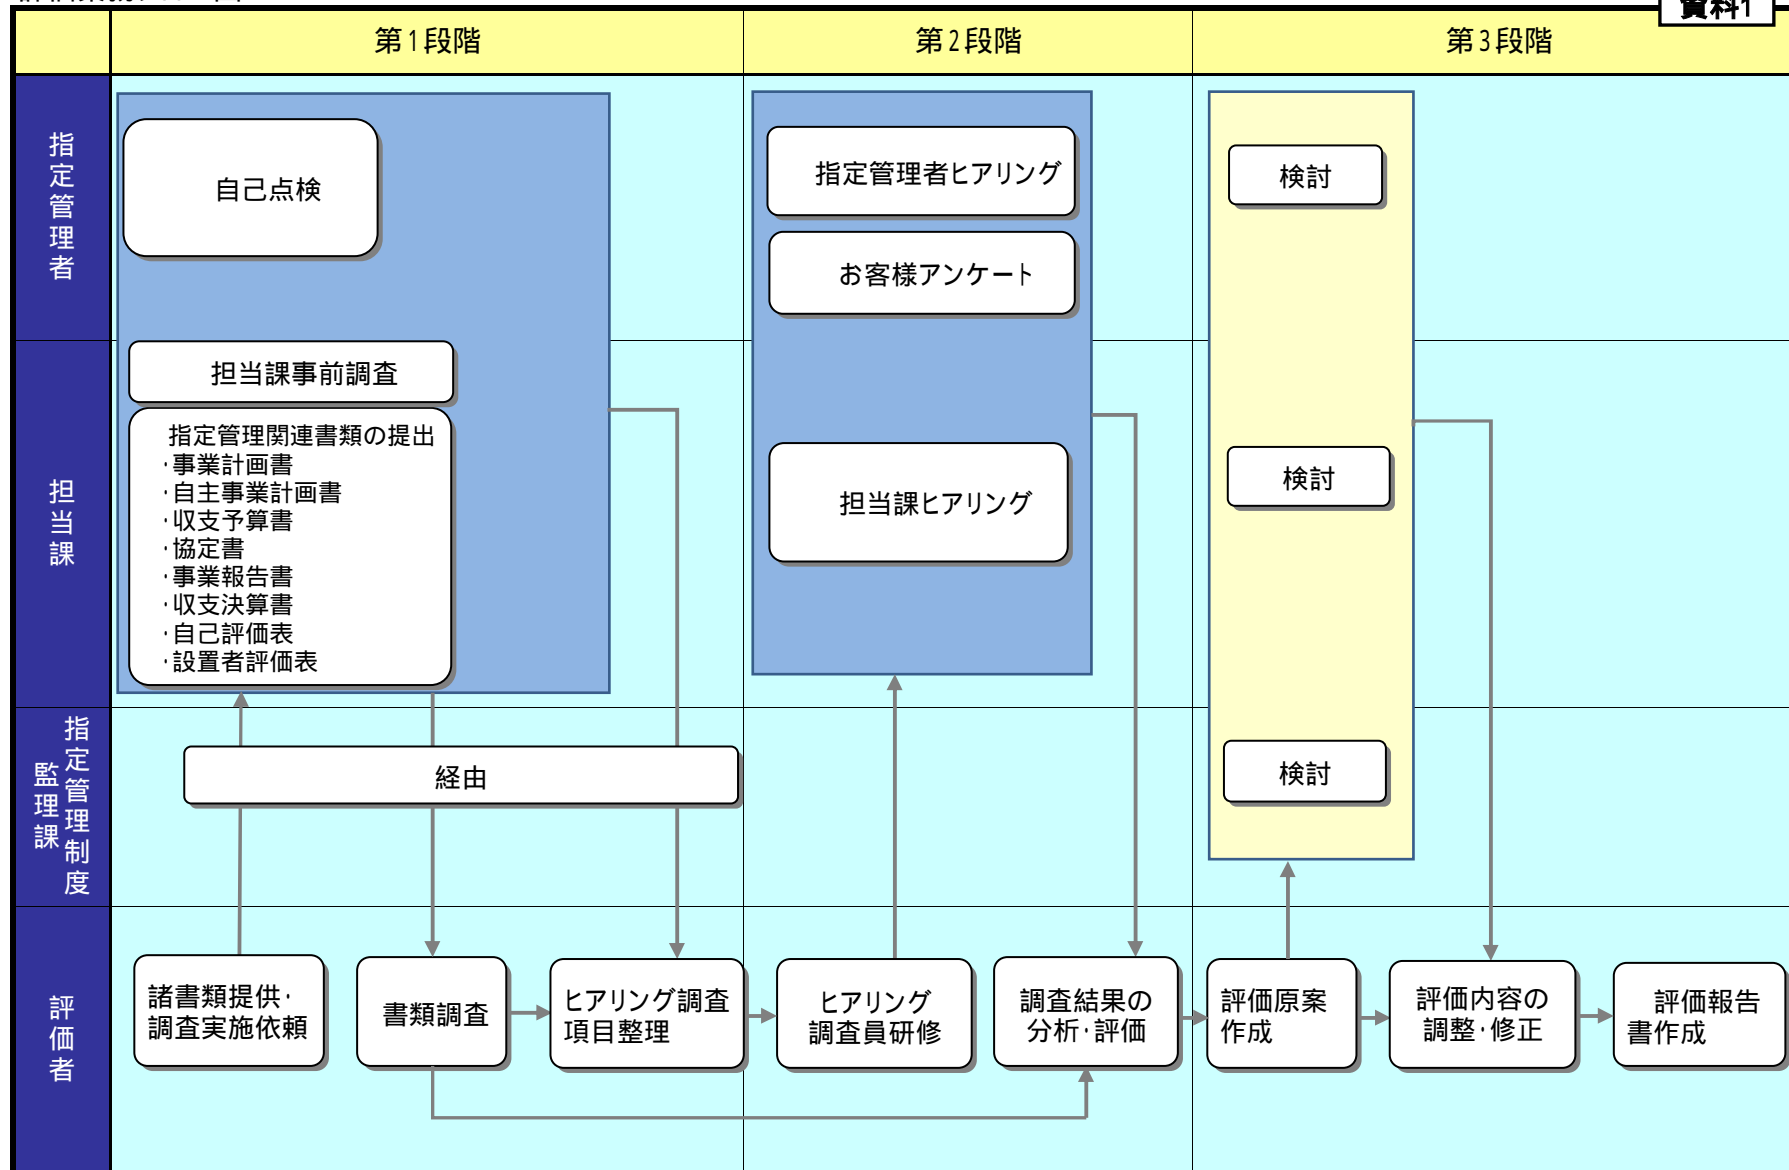 資料1
第1段階
第2段階
第3段階
指定管理者
自己点検
指定管理者ヒアリング
お客様アンケート
検討
担当課
担当課事前調査
指定管理関連書類の提出
・事業計画書
・自主事業計画書
・収支予算書
・協定書
・事業報告書
・収支決算書
・自己評価表
・設置者評価表
担当課ヒアリング
検討
指定管理制度
監理課
経由
検討
評価者
諸書類提供・
調査実施依頼
書類調査
ヒアリング調査
項目整理
ヒアリング
調査員研修
調査結果の
分析・評価
評価原案
作成
評価内容の
調整・修正
評価報告
書作成